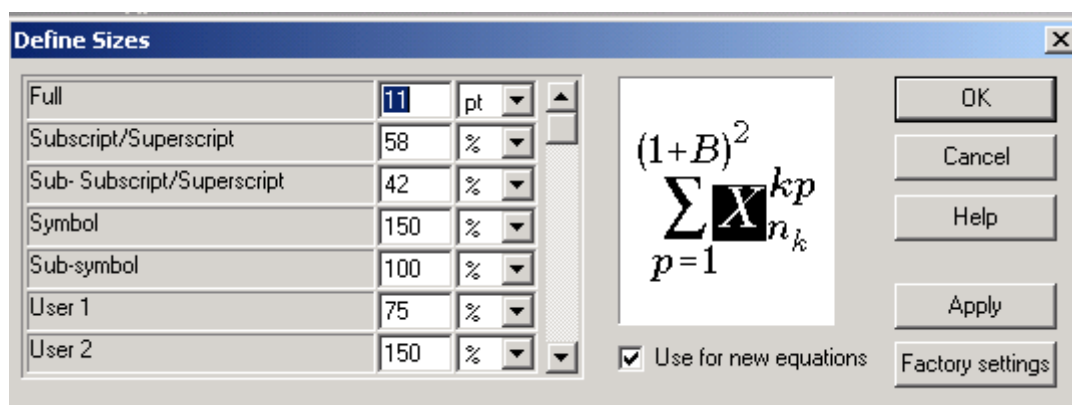 Define Sizes
Full 11 pt
Subscript/Superscript 58 %
Sub- Subscript/Superscript 42 %
Symbol 150 %
Sub-symbol 100 %
User 1 75 %
User 2 150 %
(1+B)²
∑ X kp
n k
p=1
Use for new equations
OK
Cancel
Help
Apply
Factory settings